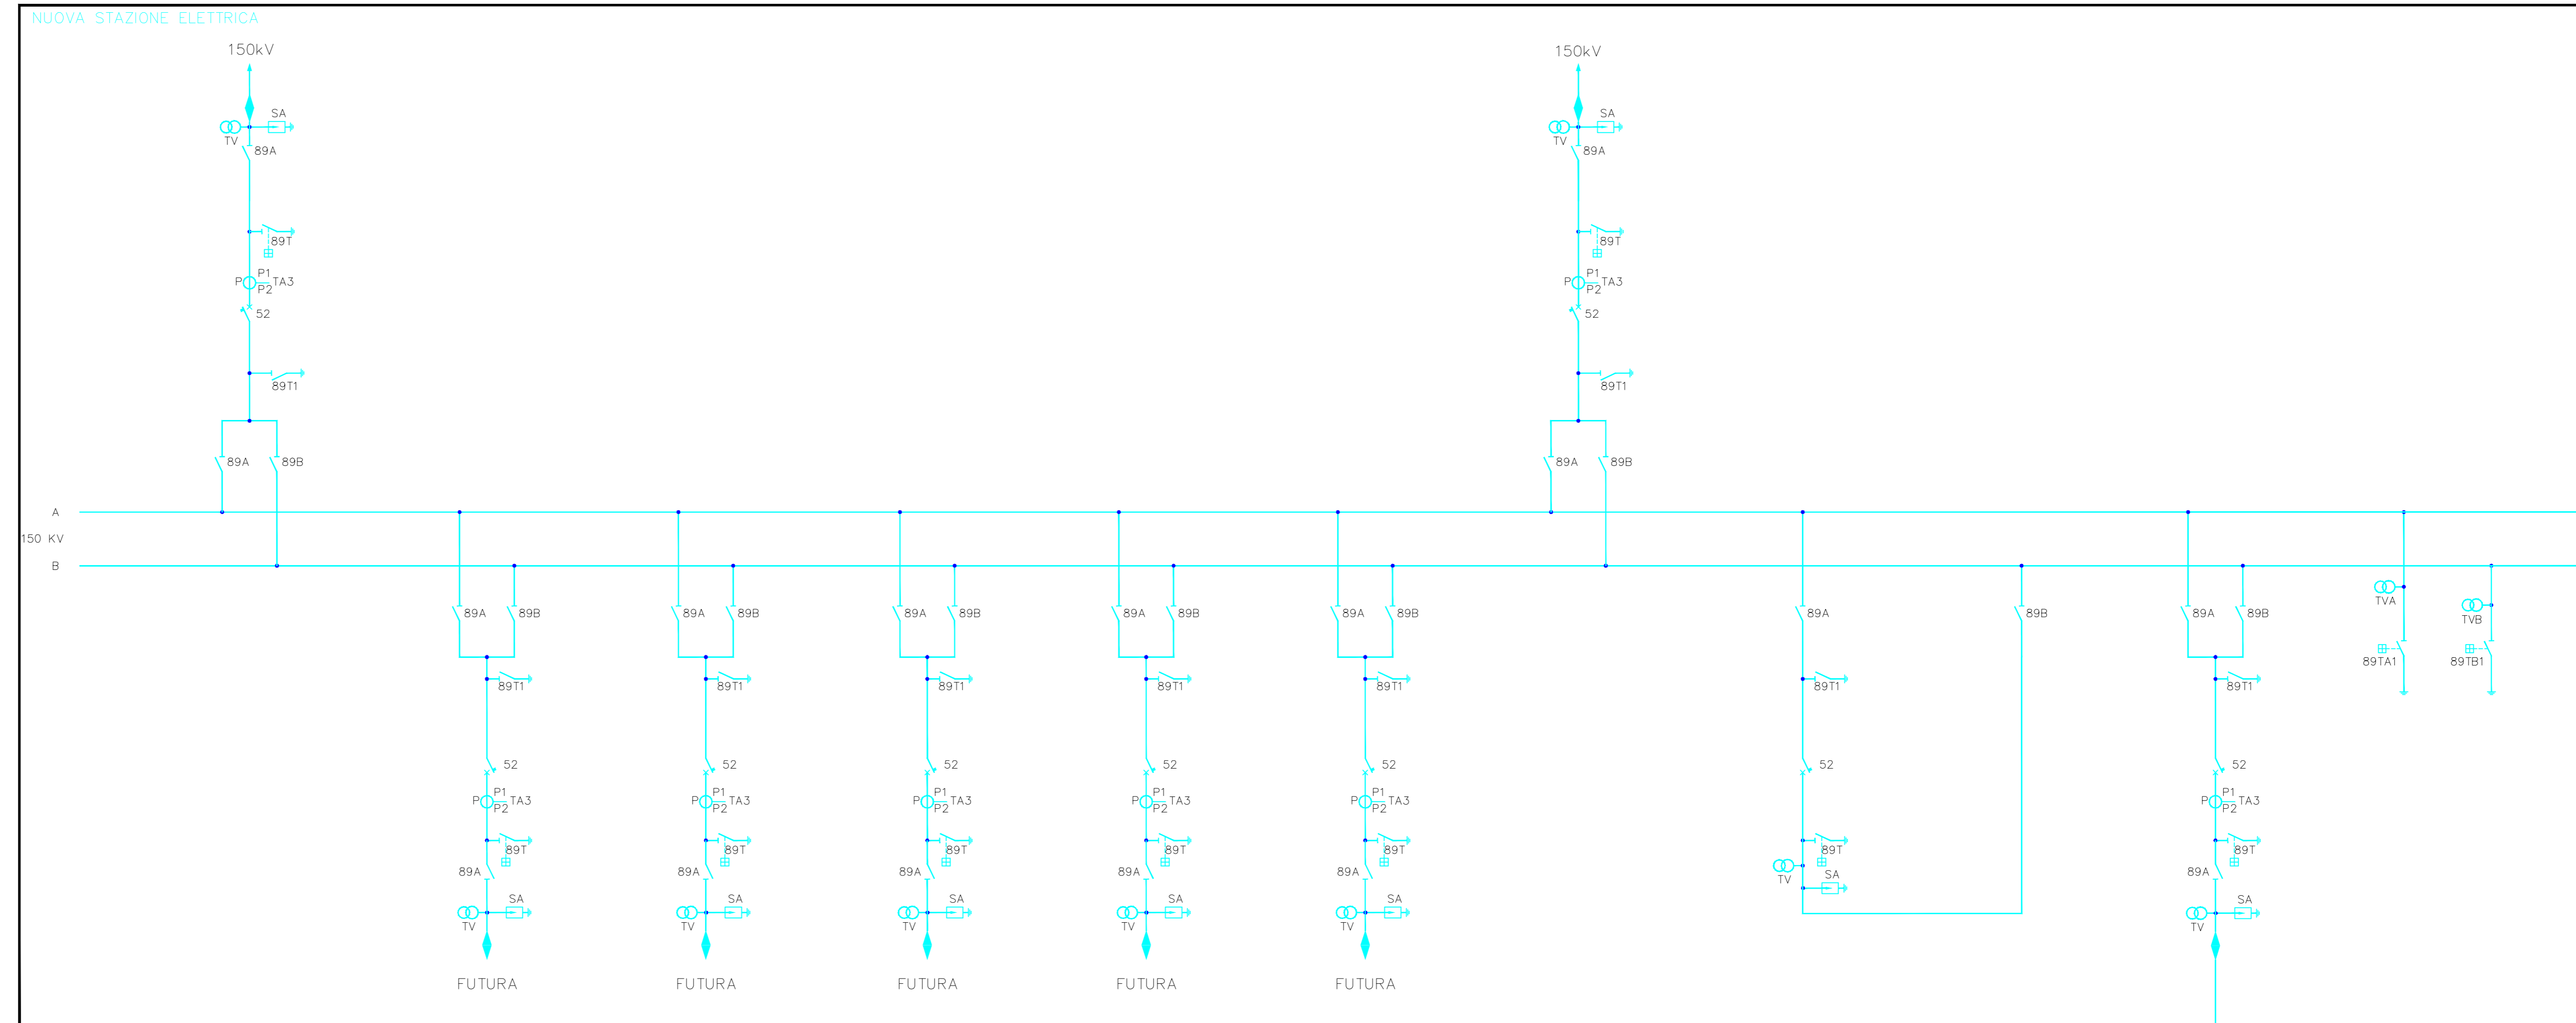 NUOVA STAZIONE ELETTRICA
150kV 150kV
SA SA
TV TV
89A 89A
89T 89T
P P1 TA3 P P1 TA3
P2 P2
52 52
89T1 89T1
89A 89B 89A 89B
A
150 KV
B
TVA
TVB
89A 89B 89A 89B 89A 89B 89A 89B 89A 89B 89A 89B 89A 89B
89TA1 89TB1
89T1 89T1 89T1 89T1 89T1 89T1 89T1
52 52 52 52 52 52 52
P P1 TA3 P P1 TA3 P P1 TA3 P P1 TA3 P P1 TA3 P P1 TA3
P2 P2 P2 P2 P2 P2
89T 89T 89T 89T 89T 89T 89T
89A 89A 89A 89A 89A 89A
TV SA
SA SA SA SA SA SA
TV TV TV TV TV TV
FUTURA FUTURA FUTURA FUTURA FUTURA